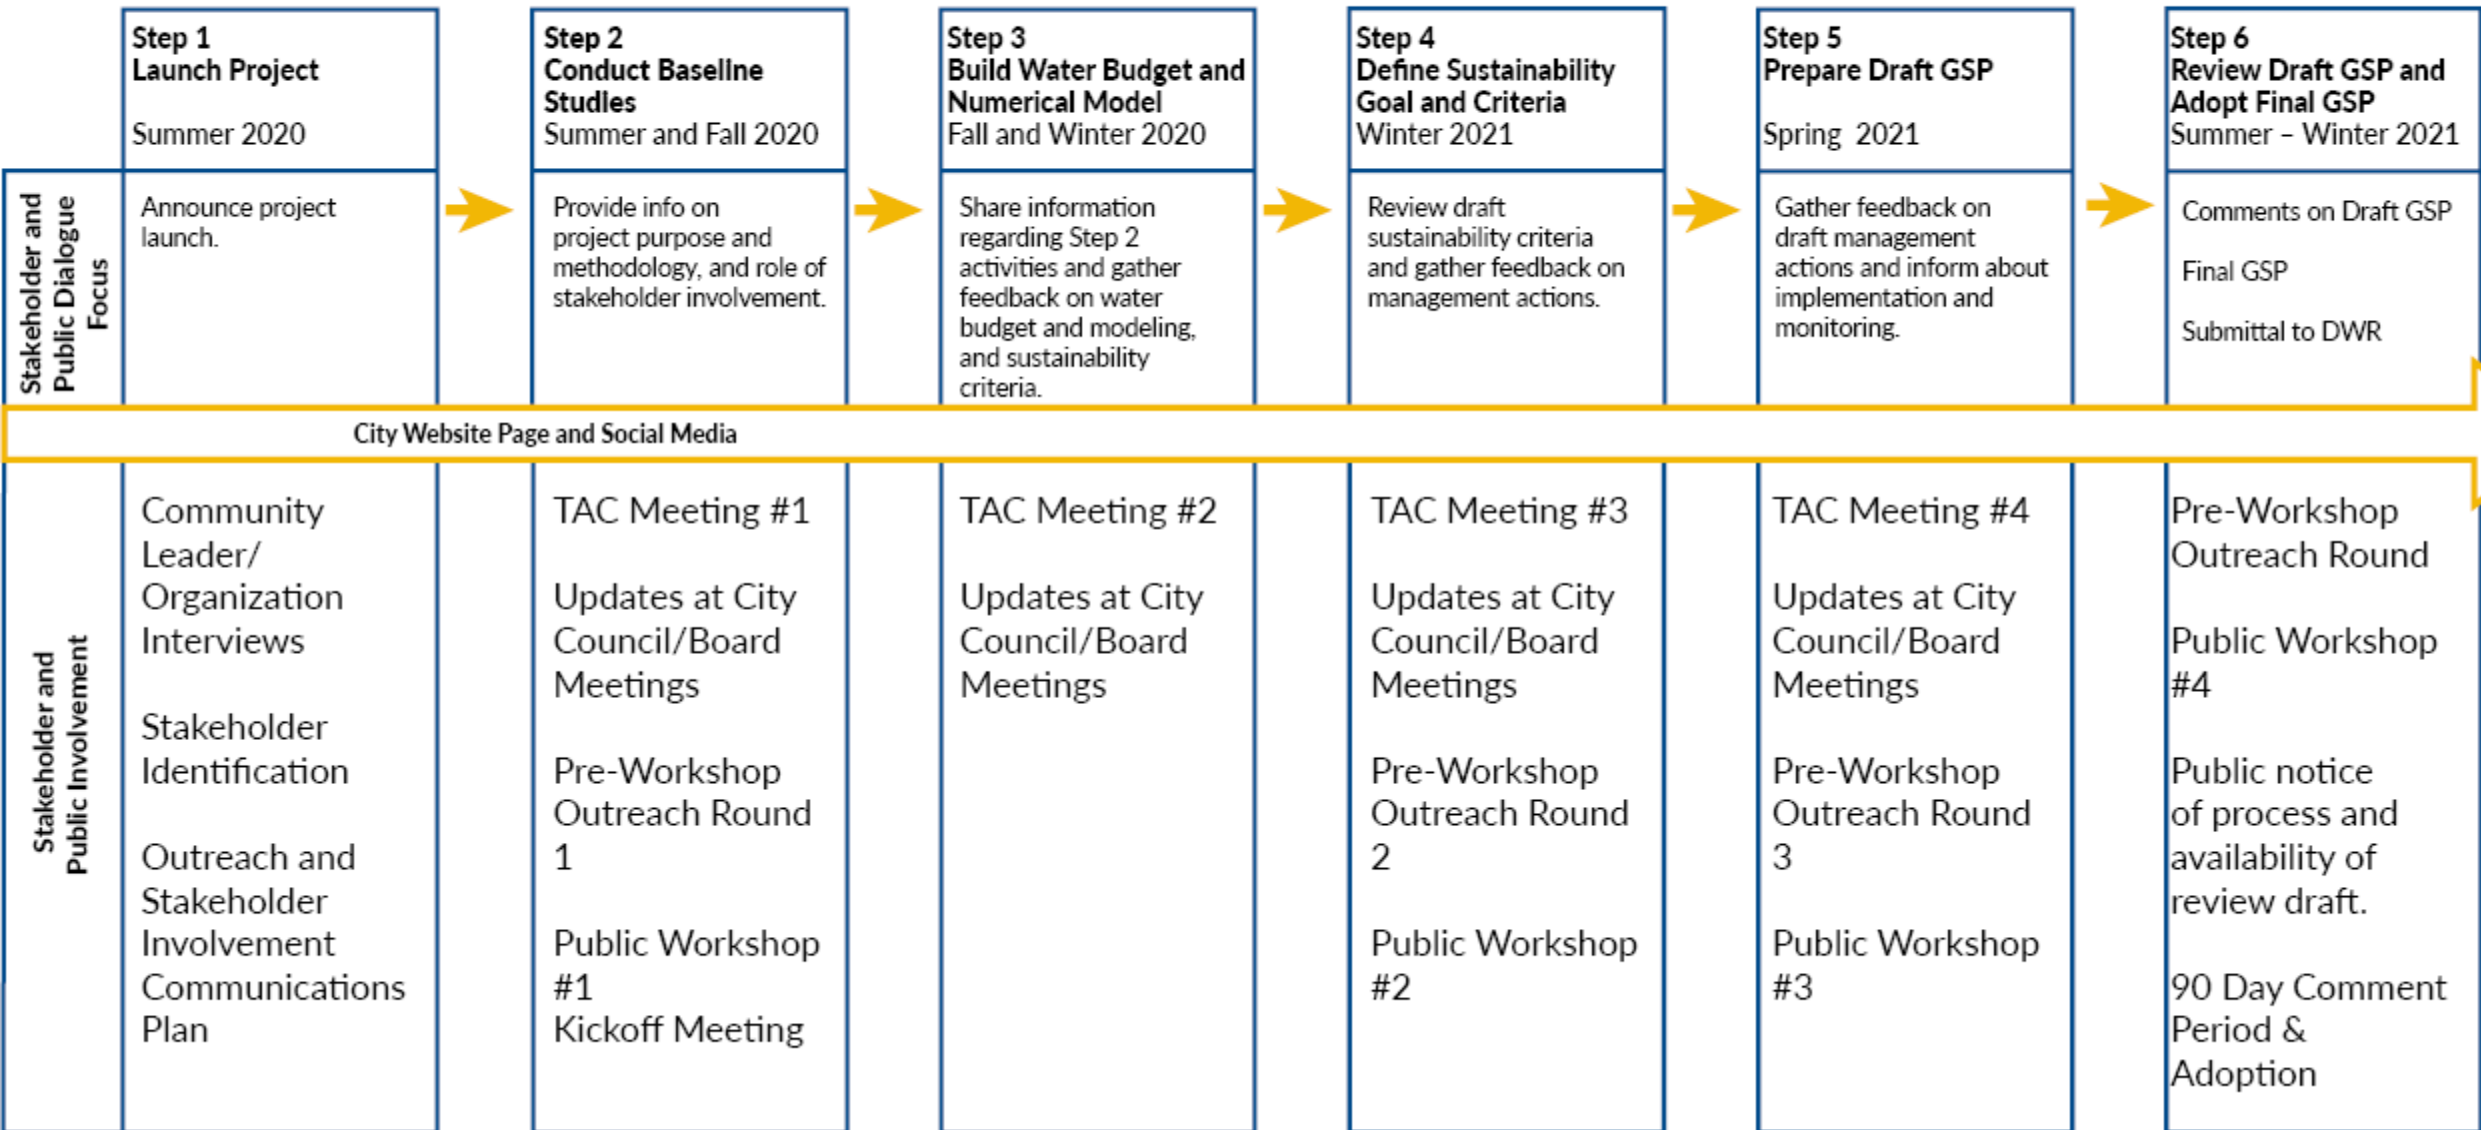 Step 1
Launch Project
Summer 2020
Step 2
Conduct Baseline
Studies
Summer and Fall 2020
Step 3
Build Water Budget and
Numerical Model
Fall and Winter 2020
Step 4
Define Sustainability
Goal and Criteria
Winter 2021
Step 5
Prepare Draft GSP
Spring 2021
Step 6
Review Draft GSP and
Adopt Final GSP
Summer – Winter 2021
Stakeholder and
Public Dialogue
Focus
Announce project
launch.
Provide info on
project purpose and
methodology, and role of
stakeholder involvement.
Share information
regarding Step 2
activities and gather
feedback on water
budget and modeling,
and sustainability
criteria.
Review draft
sustainability criteria
and gather feedback on
management actions.
Gather feedback on
draft management
actions and inform about
implementation and
monitoring.
Comments on Draft GSP
Final GSP
Submittal to DWR
City Website Page and Social Media
Stakeholder and
Public Involvement
Community
Leader/
Organization
Interviews
Stakeholder
Identification
Outreach and
Stakeholder
Involvement
Communications
Plan
TAC Meeting #1
Updates at City
Council/Board
Meetings
Pre-Workshop
Outreach Round
1
Public Workshop
#1
Kickoff Meeting
TAC Meeting #2
Updates at City
Council/Board
Meetings
TAC Meeting #3
Updates at City
Council/Board
Meetings
Pre-Workshop
Outreach Round
2
Public Workshop
#2
TAC Meeting #4
Updates at City
Council/Board
Meetings
Pre-Workshop
Outreach Round
3
Public Workshop
#3
Pre-Workshop
Outreach Round
Public Workshop
#4
Public notice
of process and
availability of
review draft.
90 Day Comment
Period &
Adoption